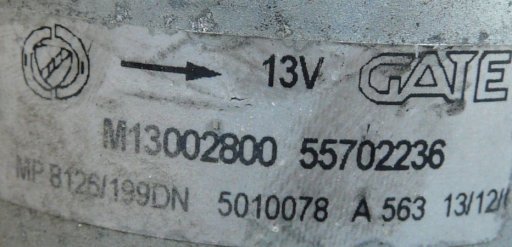 13V GATE
M13002800 55702236
MP 8126/199DN 5010078 A 563 13/12/